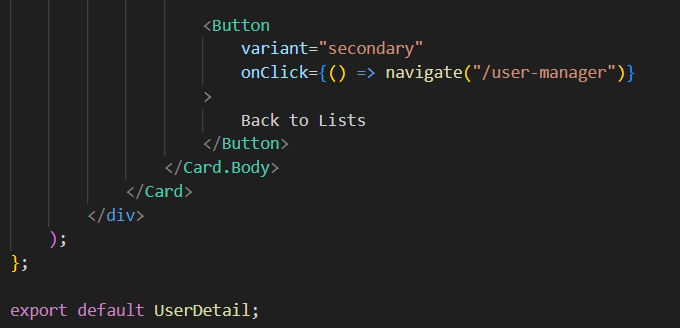 <Button
variant="secondary"
onClick={() => navigate("/user-manager")}
>
Back to Lists
</Button>
</Card.Body>
</Card>
</div>
);
};
export default UserDetail;